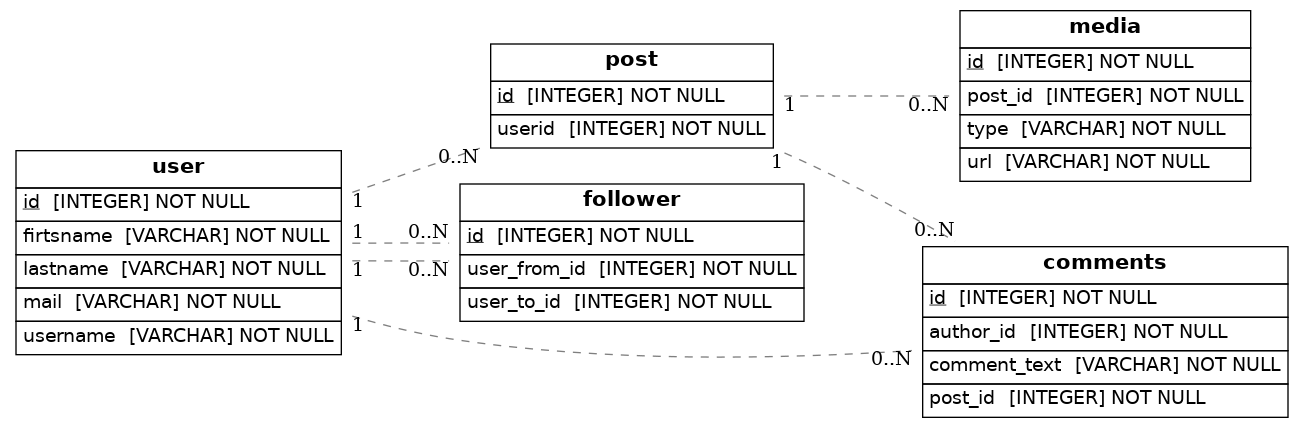 user
id [INTEGER] NOT NULL
firtsname [VARCHAR] NOT NULL
lastname [VARCHAR] NOT NULL
mail [VARCHAR] NOT NULL
username [VARCHAR] NOT NULL
1
0..N
1
0..N
1
0..N
1
0..N
post
id [INTEGER] NOT NULL
userid [INTEGER] NOT NULL
1
0..N
1
0..N
follower
id [INTEGER] NOT NULL
user_from_id [INTEGER] NOT NULL
user_to_id [INTEGER] NOT NULL
media
id [INTEGER] NOT NULL
post_id [INTEGER] NOT NULL
type [VARCHAR] NOT NULL
url [VARCHAR] NOT NULL
comments
id [INTEGER] NOT NULL
author_id [INTEGER] NOT NULL
comment_text [VARCHAR] NOT NULL
post_id [INTEGER] NOT NULL